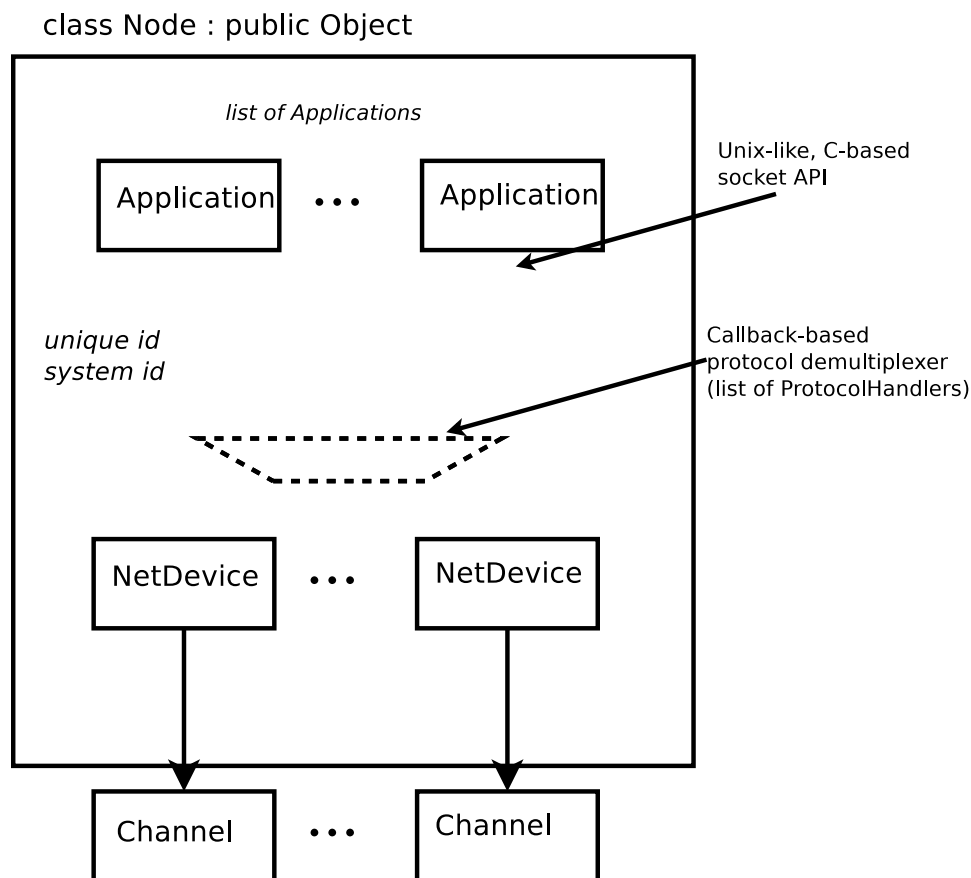 class Node : public Object
list of Applications
Application ... Application
Unix-like, C-based
socket API
unique id
system id
Callback-based
protocol demultiplexer
(list of ProtocolHandlers)
NetDevice ... NetDevice
Channel ... Channel